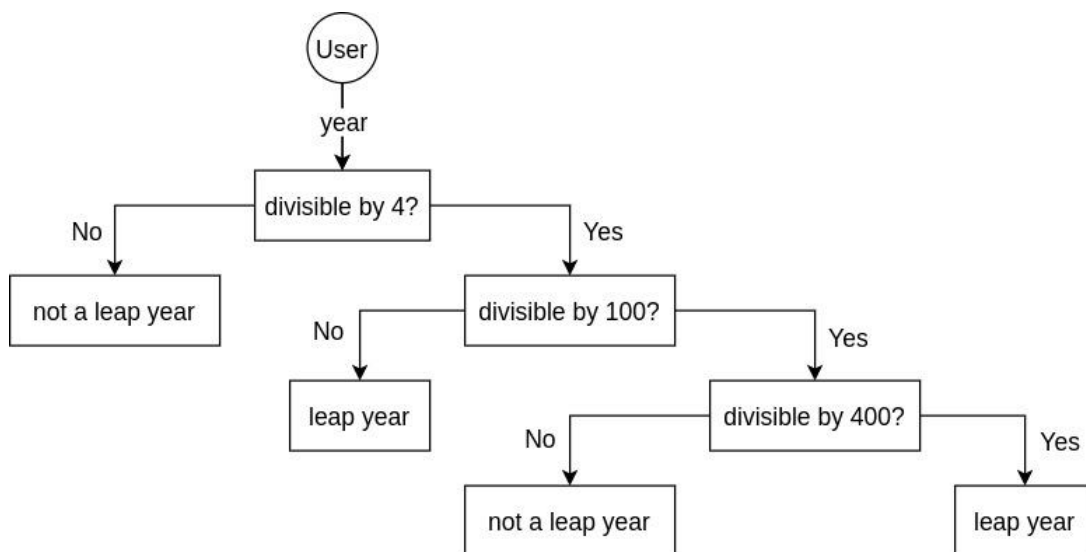 User
year
divisible by 4?
No
Yes
not a leap year
divisible by 100?
No
Yes
leap year
divisible by 400?
No
Yes
not a leap year
leap year